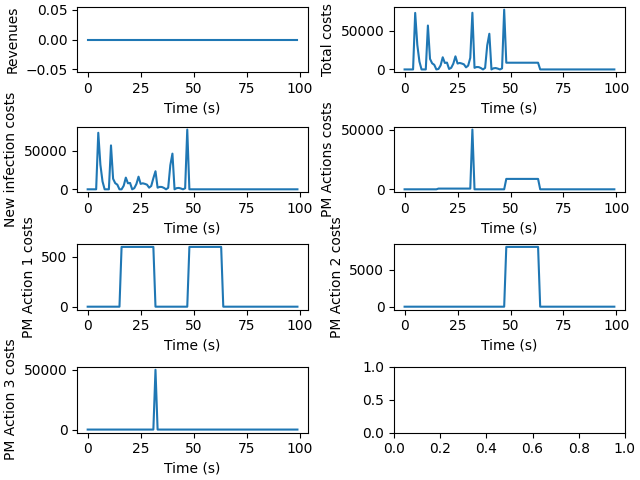 Revenues
0.05
0.00
−0.05
0 25 50 75 100
Time (s)
Total costs
50000
0
0 25 50 75 100
Time (s)
New infection costs
50000
0
0 25 50 75 100
Time (s)
PM Actions costs
50000
0
0 25 50 75 100
Time (s)
PM Action 1 costs
500
0
0 25 50 75 100
Time (s)
PM Action 2 costs
5000
0
0 25 50 75 100
Time (s)
PM Action 3 costs
50000
0
0 25 50 75 100
Time (s)
1.0
0.5
0.0
0.0 0.2 0.4 0.6 0.8 1.0